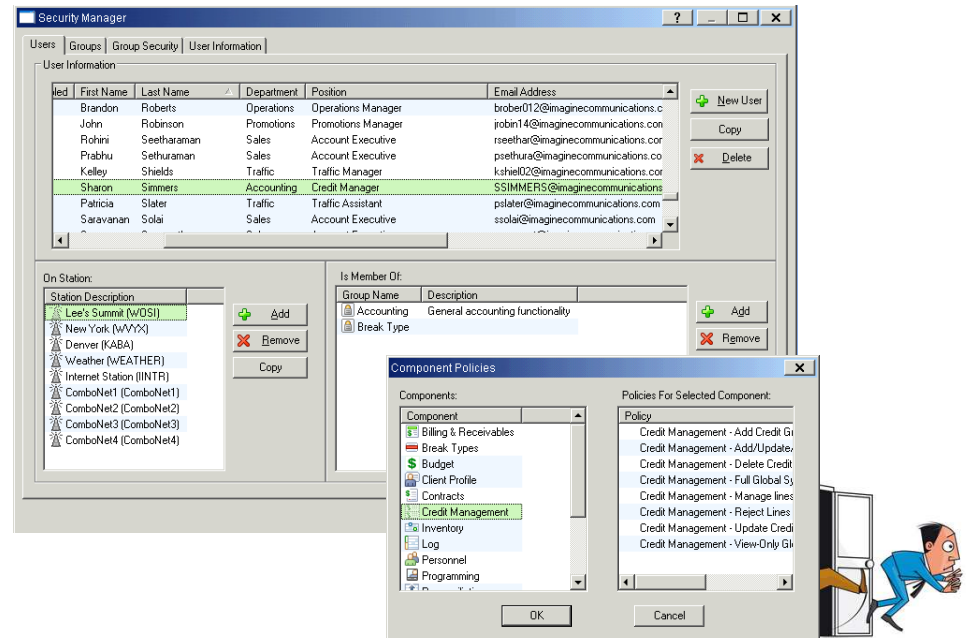 Security Manager
Users Groups Group Security User Information
User Information
led First Name Last Name Department Position Email Address
Brandon Roberts Operations Operations Manager brober012@imaginecommunications.c
John Robinson Promotions Promotions Manager jrobin14@imaginecommunications.com
Rohini Seetharaman Sales Account Executive rseethar@imaginecommunications.cor
Prabhu Sethuraman Sales Account Executive psethura@imaginecommunications.co
Kelley Shields Traffic Traffic Manager kshiel02@imaginecommunications.cor
Sharon Simmers Accounting Credit Manager SSIMMERS@imaginecommunications
Patricia Slater Traffic Traffic Assistant pslater@imaginecommunications.com
Saravanan Solai Sales Account Executive ssolai@imaginecommunications.com
New User
Copy
Delete
On Station:
Station Description
Lee's Summit (WOSI)
New York (WVYX)
Denver (KABA)
Weather (WEATHER)
Internet Station (IINTR)
ComboNet1 (ComboNet1)
ComboNet2 (ComboNet2)
ComboNet3 (ComboNet3)
ComboNet4 (ComboNet4)
Add
Remove
Copy
Is Member Of:
Group Name Description
Accounting General accounting functionality
Break Type
Add
Remove
Component Policies
Components:
Component
Billing & Receivables
Break Types
Budget
Client Profile
Contracts
Credit Management
Inventory
Log
Personnel
Programming
Policies For Selected Component:
Policy
Credit Management - Add Credit Gr
Credit Management - Add/Update/
Credit Management - Delete Credit
Credit Management - Full Global Sy
Credit Management - Manage lines
Credit Management - Reject Lines
Credit Management - Update Credi
Credit Management - View-Only Gl
OK
Cancel